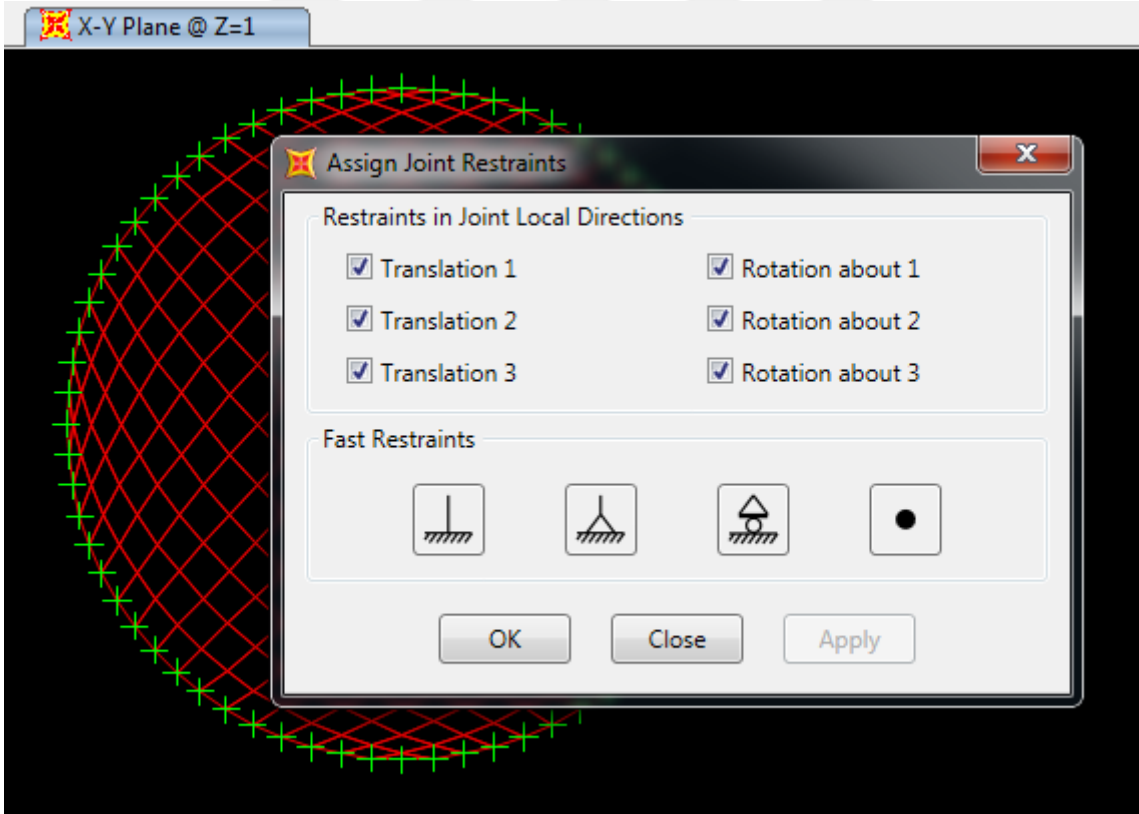 X-Y Plane @ Z=1
Assign Joint Restraints
Restraints in Joint Local Directions
Translation 1 Rotation about 1
Translation 2 Rotation about 2
Translation 3 Rotation about 3
Fast Restraints
OK Close Apply